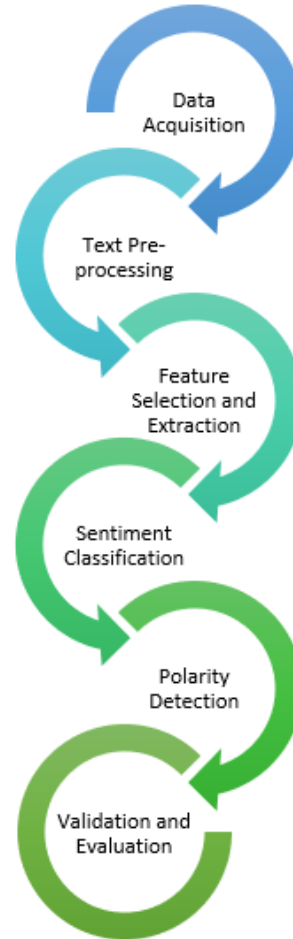 Data
Acquisition
Text Pre-
processing
Feature
Selection and
Extraction
Sentiment
Classification
Polarity
Detection
Validation and
Evaluation